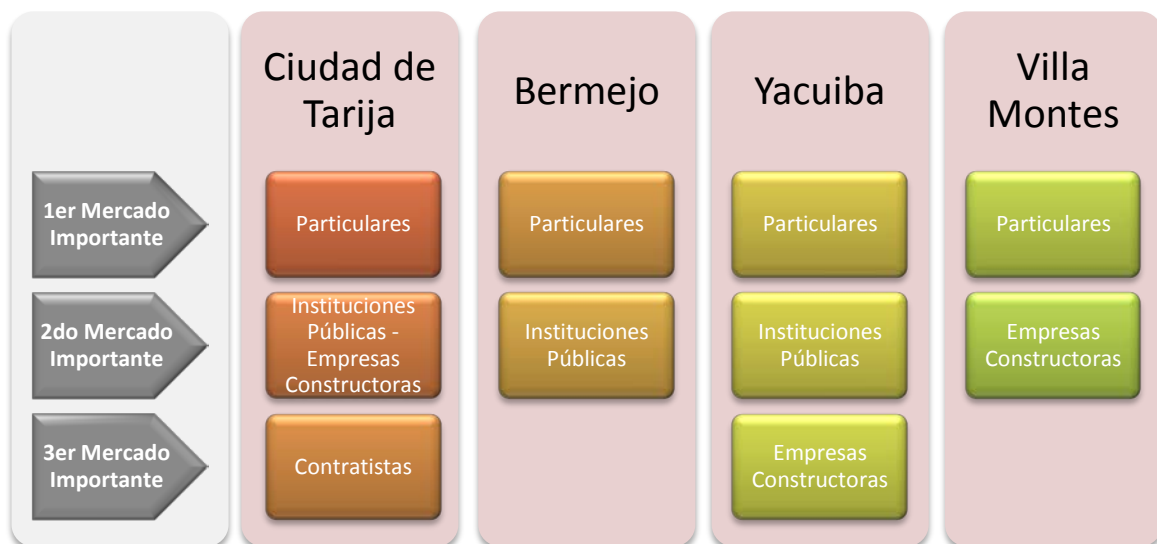 Ciudad de
Tarija
Bermejo
Yacuiba
Villa
Montes
1er Mercado
Importante
Particulares
Particulares
Particulares
Particulares
2do Mercado
Importante
Instituciones
Públicas -
Empresas
Constructoras
Instituciones
Públicas
Instituciones
Públicas
Empresas
Constructoras
3er Mercado
Importante
Contratistas
Empresas
Constructoras